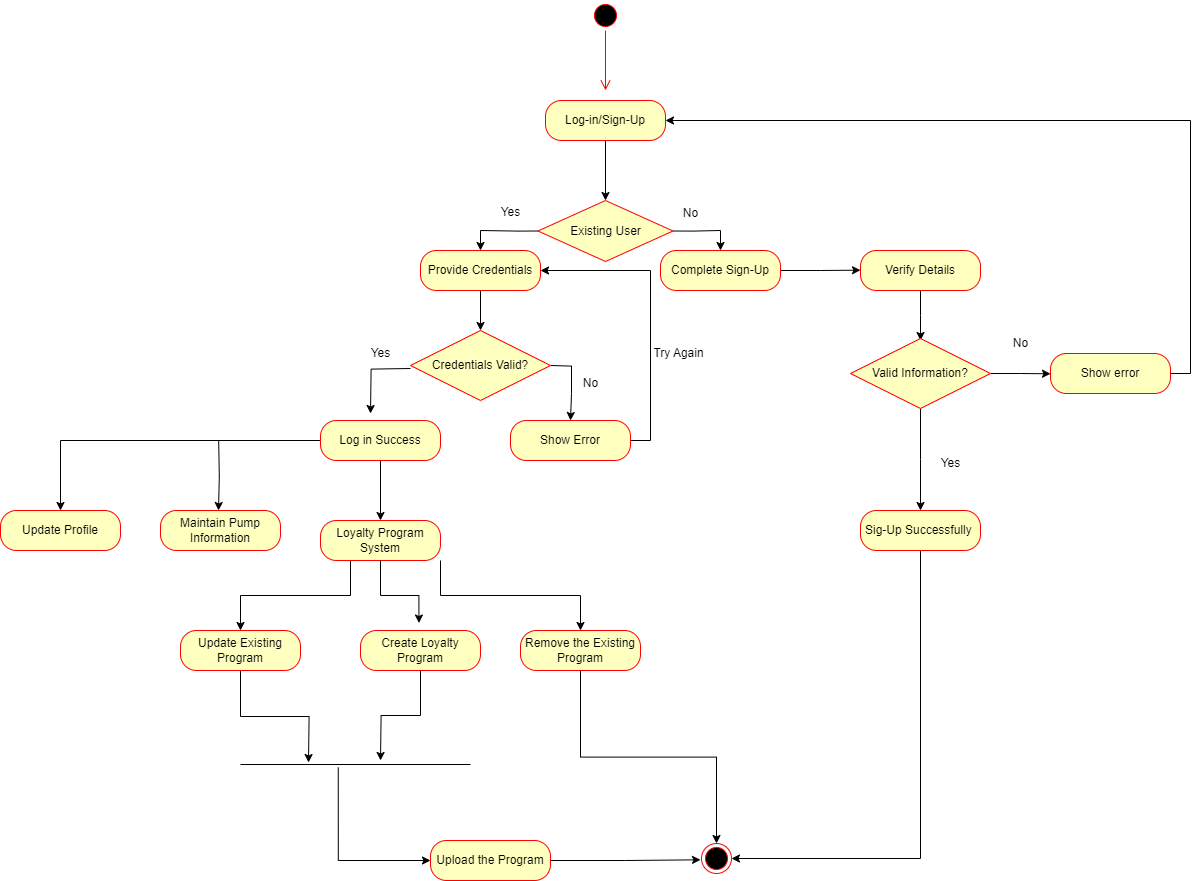 Log-in/Sign-Up
Yes
No
Existing User
Provide Credentials
Complete Sign-Up
Verify Details
Yes
Credentials Valid?
Try Again
No
No
Valid Information?
Show error
Log in Success
Show Error
Yes
Update Profile
Maintain Pump
Information
Loyalty Program
System
Sig-Up Successfully
Update Existing
Program
Create Loyalty
Program
Remove the Existing
Program
Upload the Program